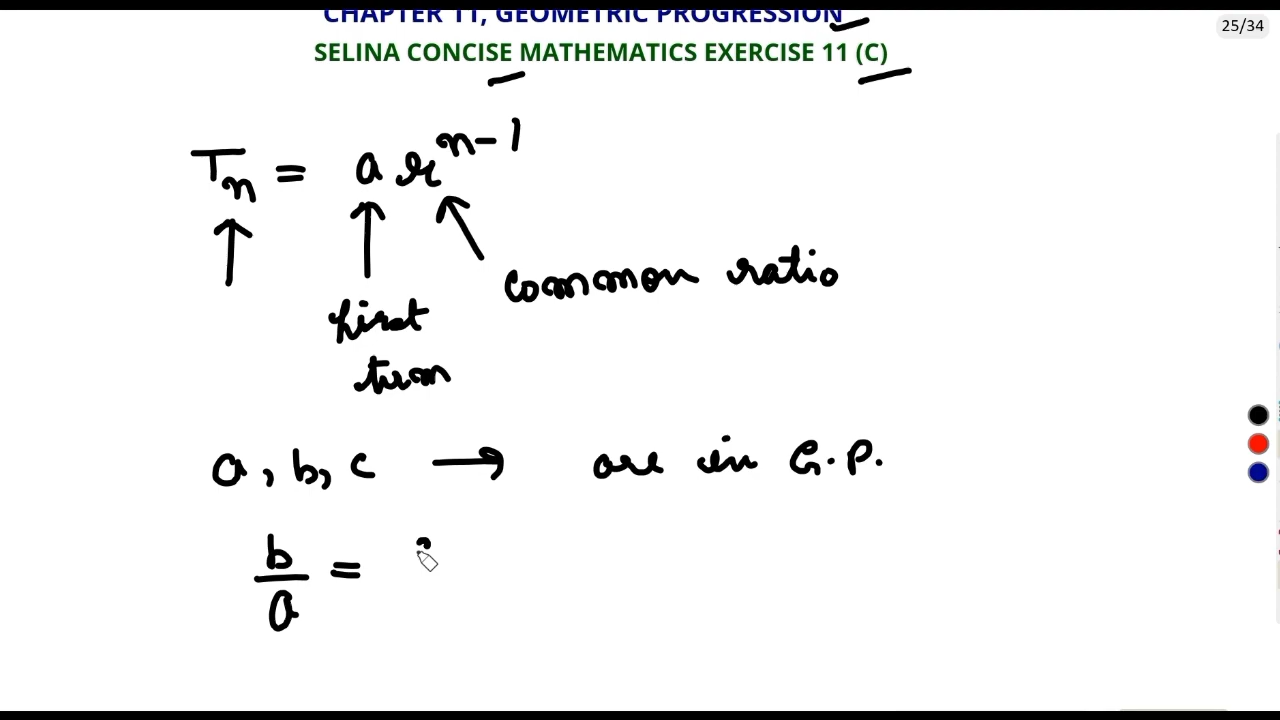 CHAPTER 11, GEOMETRIC PROGRESSION
25/34
SELINA CONCISE MATHEMATICS EXERCISE 11 (C)
Tn = a r^n-1
common ratio
first
term
a, b, c → are in G.P.
b/a =